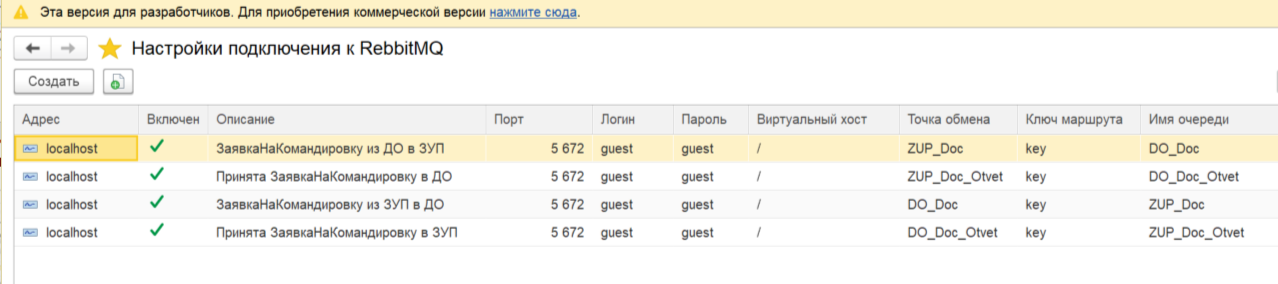 Эта версия для разработчиков. Для приобретения коммерческой версии нажмите сюда.
Настройки подключения к RebbitMQ
Создать
Адрес Включен Описание Порт Логин Пароль Виртуальный хост Точка обмена Ключ маршрута Имя очереди
localhost ЗаявкаНаКомандировку из ДО в ЗУП 5 672 guest guest / ZUP_Doc key DO_Doc
localhost Принята ЗаявкаНаКомандировку в ДО 5 672 guest guest / ZUP_Doc_Otvet key DO_Doc_Otvet
localhost ЗаявкаНаКомандировку из ЗУП в ДО 5 672 guest guest / DO_Doc key ZUP_Doc
localhost Принята ЗаявкаНаКомандировку в ЗУП 5 672 guest guest / DO_Doc_Otvet key ZUP_Doc_Otvet